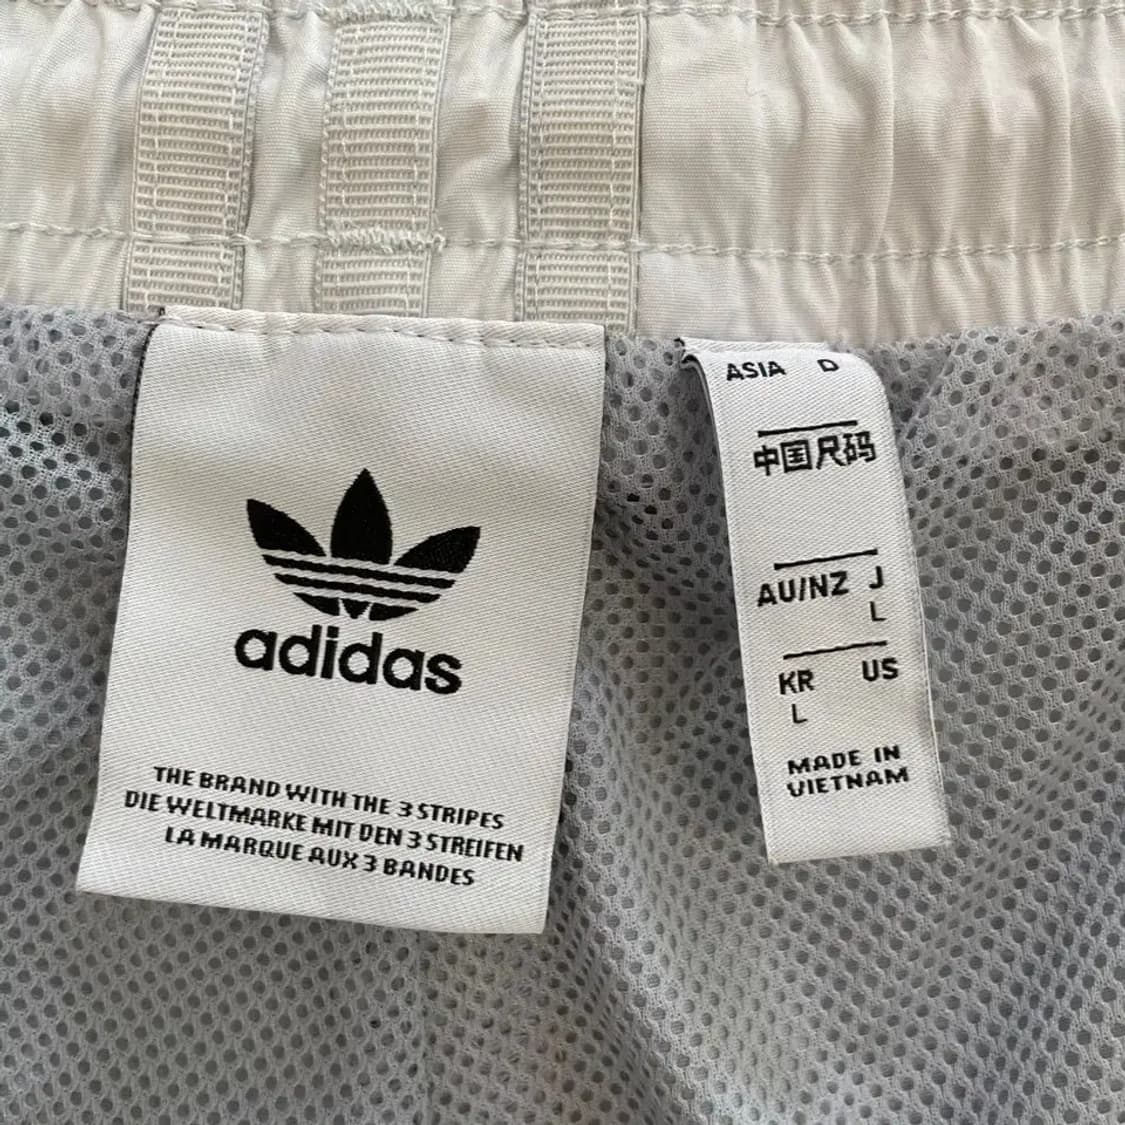 adidas
THE BRAND WITH THE 3 STRIPES
DIE WELTMARKE MIT DEN 3 STREIFEN
LA MARQUE AUX 3 BANDES
ASIA D
中国尺码
AU/NZ J
L
KR US
L
MADE IN
VIETNAM